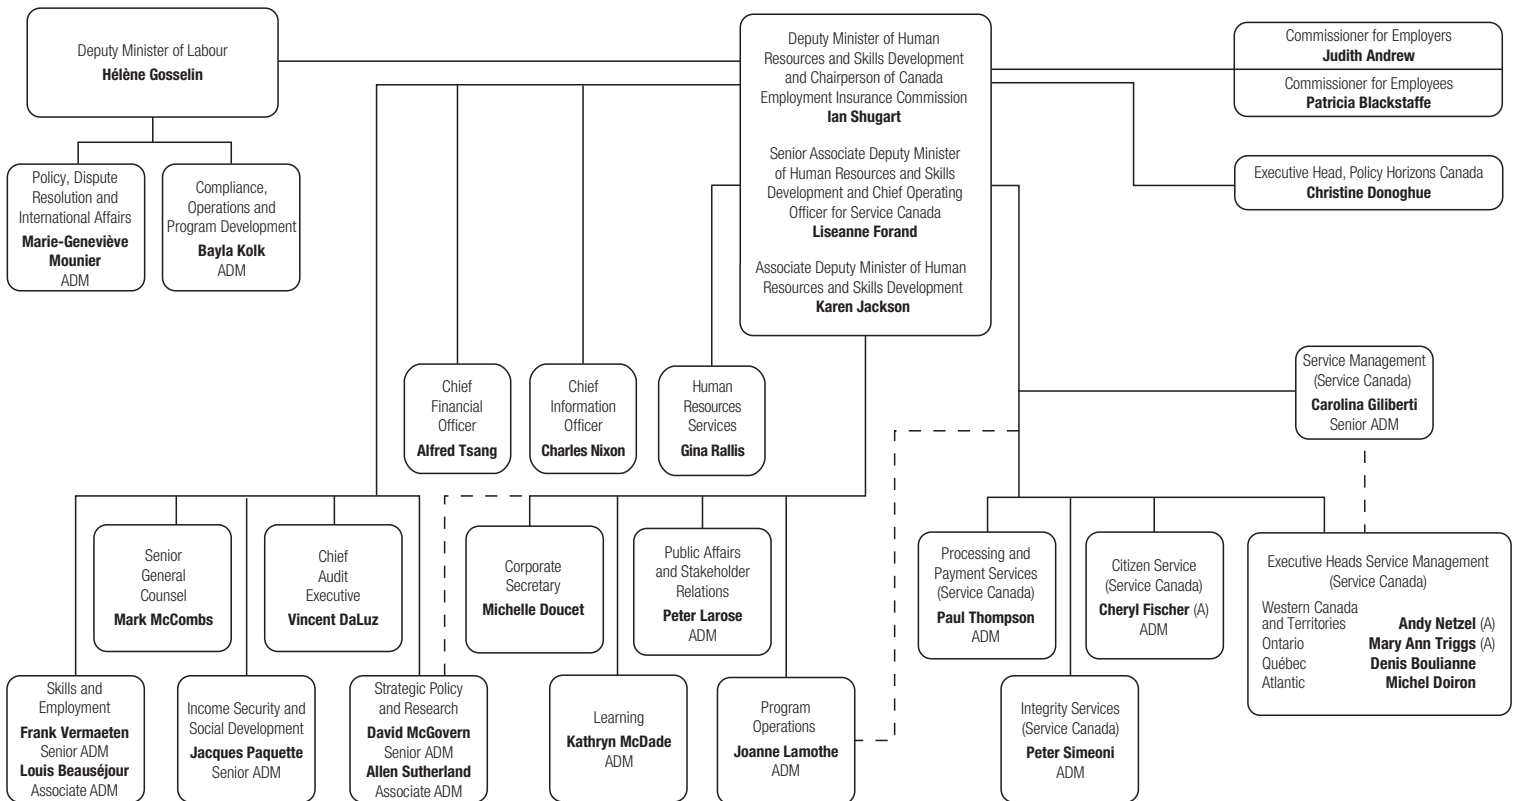 Deputy Minister of Labour
Hélène Gosselin
Deputy Minister of Human
Resources and Skills Development
and Chairperson of Canada
Employment Insurance Commission
Ian Shugart
Senior Associate Deputy Minister
of Human Resources and Skills
Development and Chief Operating
Officer for Service Canada
Liseanne Forand
Associate Deputy Minister of Human
Resources and Skills Development
Karen Jackson
Commissioner for Employers
Judith Andrew
Commissioner for Employees
Patricia Blackstaffe
Executive Head, Policy Horizons Canada
Christine Donoghue
Policy, Dispute
Resolution and
International Affairs
Marie-Geneviève
Mounier
ADM
Compliance,
Operations and
Program Development
Bayla Kolk
ADM
Chief
Financial
Officer
Alfred Tsang
Chief
Information
Officer
Charles Nixon
Human
Resources
Services
Gina Rallis
Service Management
(Service Canada)
Carolina Giliberti
Senior ADM
Senior
General
Counsel
Mark McCombs
Chief
Audit
Executive
Vincent DaLuz
Corporate
Secretary
Michelle Doucet
Public Affairs
and Stakeholder
Relations
Peter Larose
ADM
Processing and
Payment Services
(Service Canada)
Paul Thompson
ADM
Citizen Service
(Service Canada)
Cheryl Fischer (A)
ADM
Executive Heads Service Management
(Service Canada)
Western Canada
and Territories Andy Netzel (A)
Ontario Mary Ann Triggs (A)
Québec Denis Boulianne
Atlantic Michel Doiron
Skills and
Employment
Frank Vermaeten
Senior ADM
Louis Beauséjour
Associate ADM
Income Security and
Social Development
Jacques Paquette
Senior ADM
Strategic Policy
and Research
David McGovern
Senior ADM
Allen Sutherland
Associate ADM
Learning
Kathryn McDade
ADM
Program
Operations
Joanne Lamothe
ADM
Integrity Services
(Service Canada)
Peter Simeoni
ADM